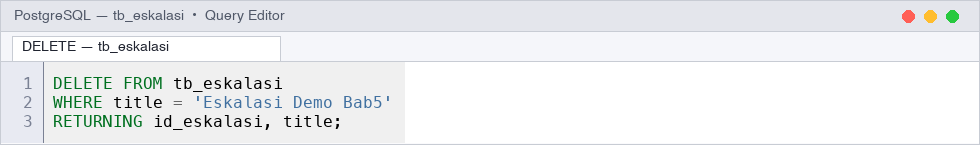 PostgreSQL — tb_eskalasi • Query Editor
DELETE — tb_eskalasi
1 DELETE FROM tb_eskalasi
2 WHERE title = 'Eskalasi Demo Bab5'
3 RETURNING id_eskalasi, title;